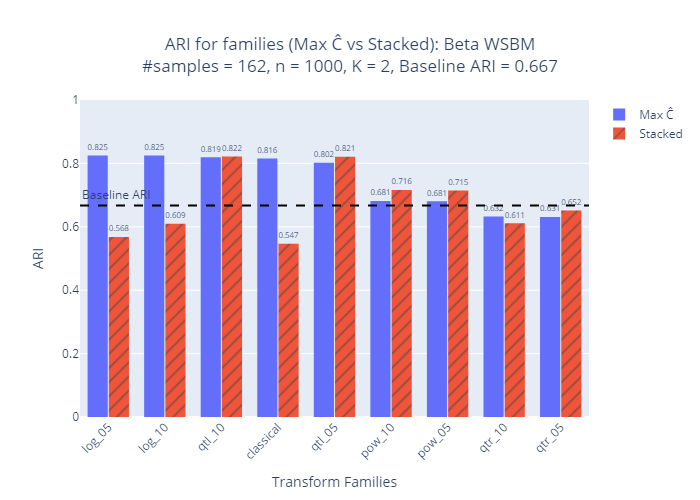 ARI for families (Max Ĉ vs Stacked): Beta WSBM
#samples = 162, n = 1000, K = 2, Baseline ARI = 0.667
Max Ĉ
Stacked
ARI
1
0.8
0.6
0.4
0.2
0
Baseline ARI
0.825
0.568
0.825
0.609
0.819
0.822
0.816
0.547
0.802
0.821
0.681
0.716
0.681
0.715
0.632
0.611
0.631
0.652
log_05
log_10
qtl_10
classical
qtl_05
pow_10
pow_05
qtr_10
qtr_05
Transform Families